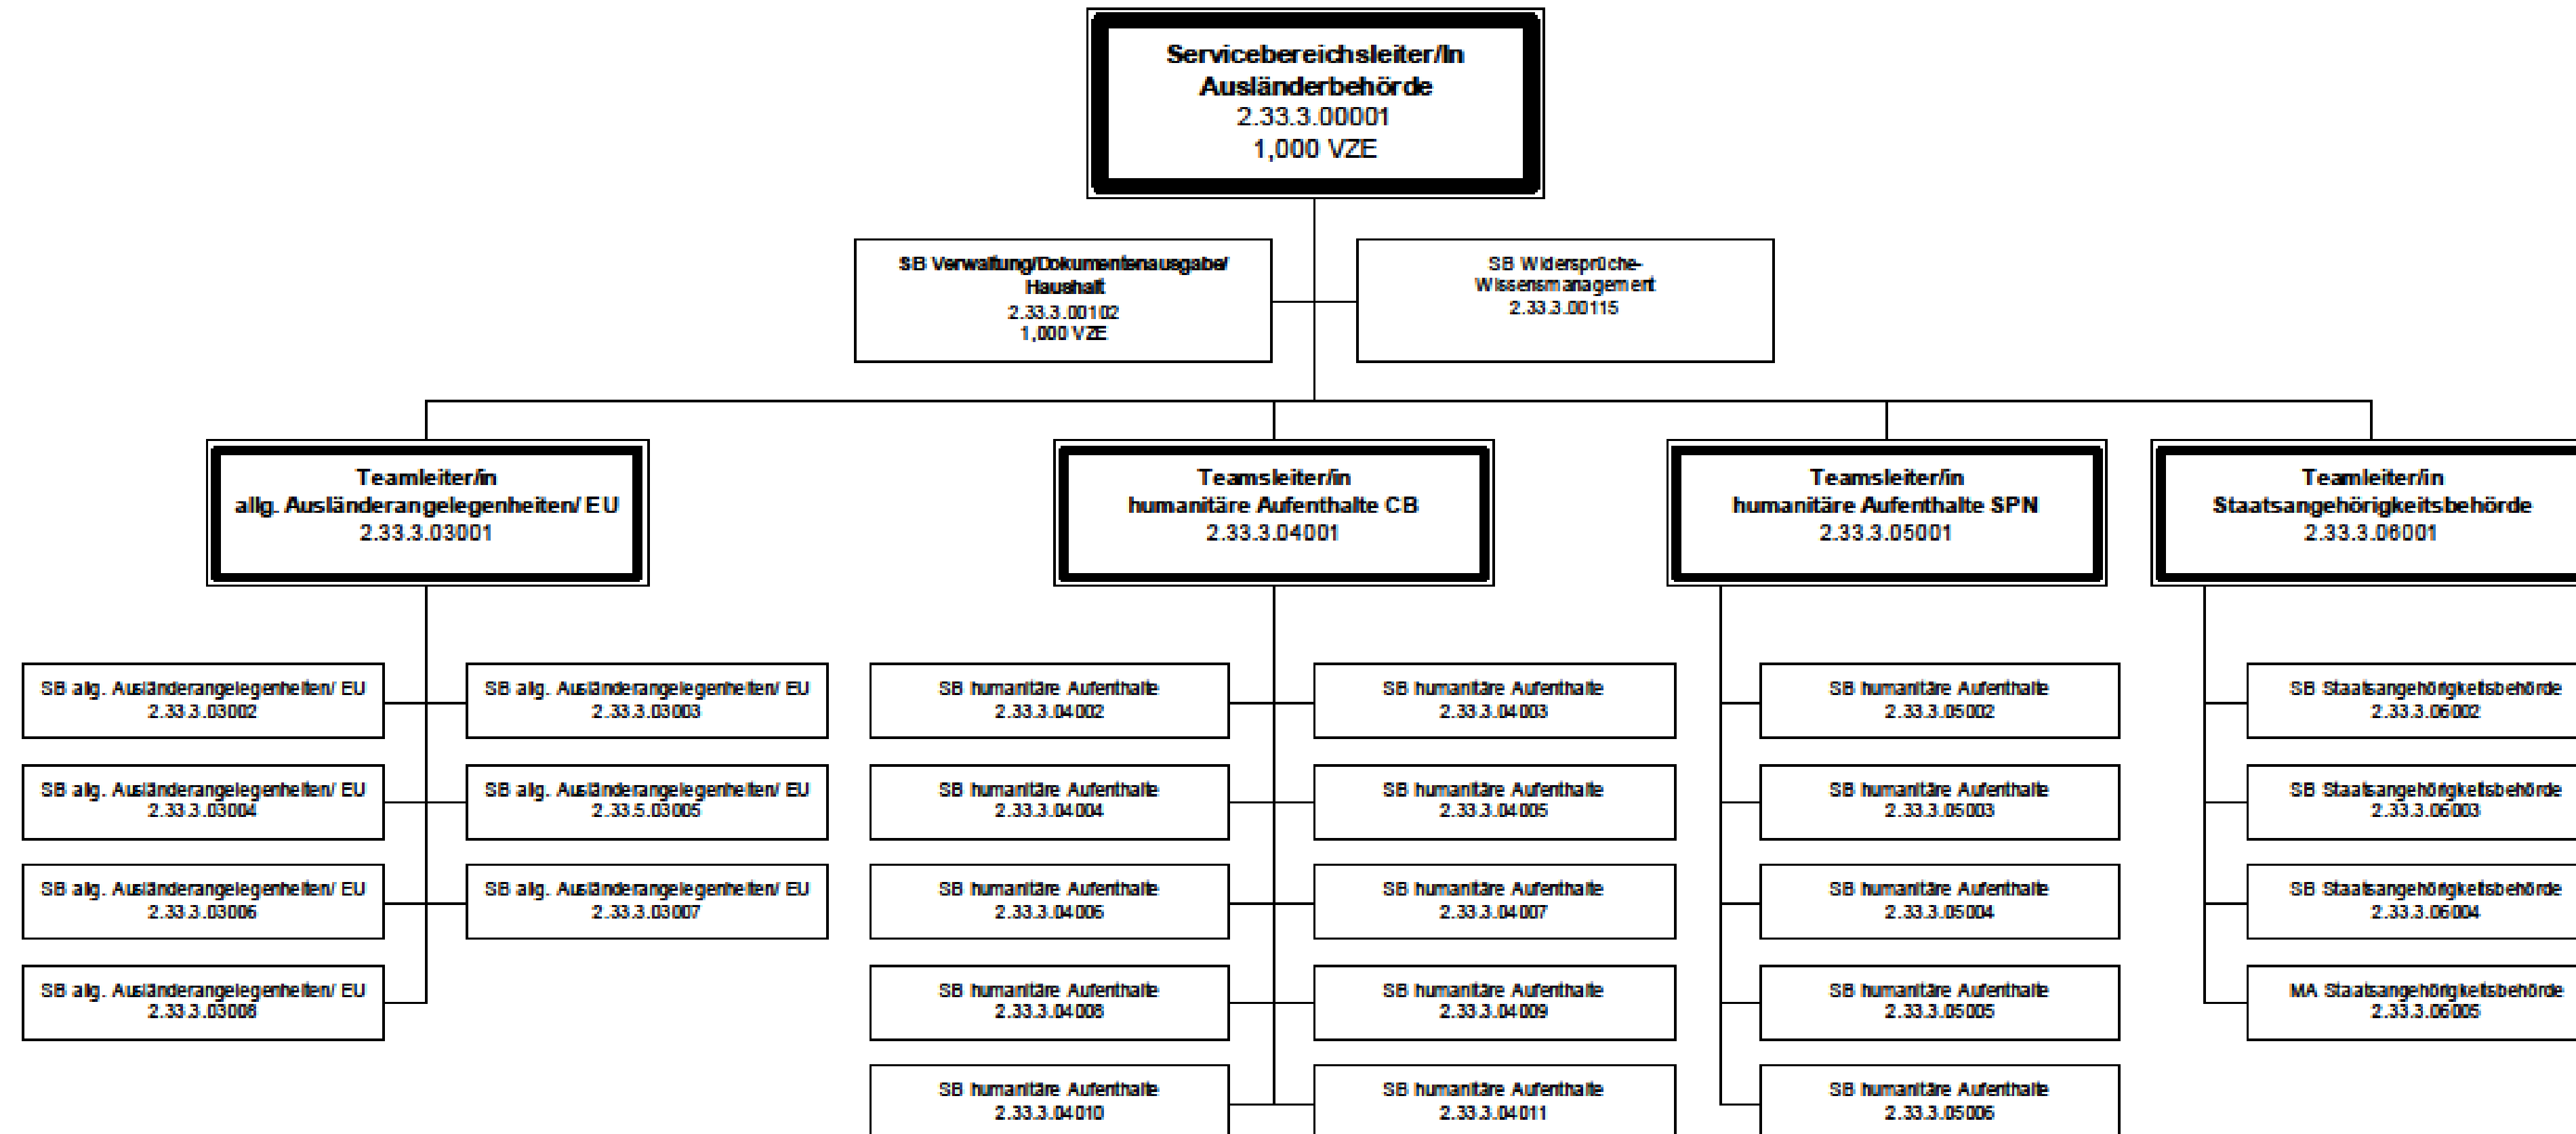 Servicebereichsleiter/In
Ausländerbehörde
2.33.3.00001
1,000 VZE
SB Verwaltung/Dokumentenausgabe/
Haushalt
2.33.3.00102
1,000 VZE
SB Widersprüche-
Wissensmanagement
2.33.3.00115
Teamleiter/in
allg. Ausländerangelegenheiten/ EU
2.33.3.03001
Teamsleiter/in
humanitäre Aufenthalte CB
2.33.3.04001
Teamsleiter/in
humanitäre Aufenthalte SPN
2.33.3.05001
Teamleiter/in
Staatsangehörigkeitsbehörde
2.33.3.06001
SB allg. Ausländerangelegenheiten/ EU
2.33.3.03002
SB allg. Ausländerangelegenheiten/ EU
2.33.3.03003
SB humanitäre Aufenthalte
2.33.3.04002
SB humanitäre Aufenthalte
2.33.3.04003
SB humanitäre Aufenthalte
2.33.3.05002
SB Staatsangehörigkeitsbehörde
2.33.3.06002
SB allg. Ausländerangelegenheiten/ EU
2.33.3.03004
SB allg. Ausländerangelegenheiten/ EU
2.33.5.03005
SB humanitäre Aufenthalte
2.33.3.04004
SB humanitäre Aufenthalte
2.33.3.04005
SB humanitäre Aufenthalte
2.33.3.05003
SB Staatsangehörigkeitsbehörde
2.33.3.06003
SB allg. Ausländerangelegenheiten/ EU
2.33.3.03006
SB allg. Ausländerangelegenheiten/ EU
2.33.3.03007
SB humanitäre Aufenthalte
2.33.3.04006
SB humanitäre Aufenthalte
2.33.3.04007
SB humanitäre Aufenthalte
2.33.3.05004
SB Staatsangehörigkeitsbehörde
2.33.3.06004
SB allg. Ausländerangelegenheiten/ EU
2.33.3.03008
SB humanitäre Aufenthalte
2.33.3.04008
SB humanitäre Aufenthalte
2.33.3.04009
SB humanitäre Aufenthalte
2.33.3.05005
MA Staatsangehörigkeitsbehörde
2.33.3.06005
SB humanitäre Aufenthalte
2.33.3.04010
SB humanitäre Aufenthalte
2.33.3.04011
SB humanitäre Aufenthalte
2.33.3.05006